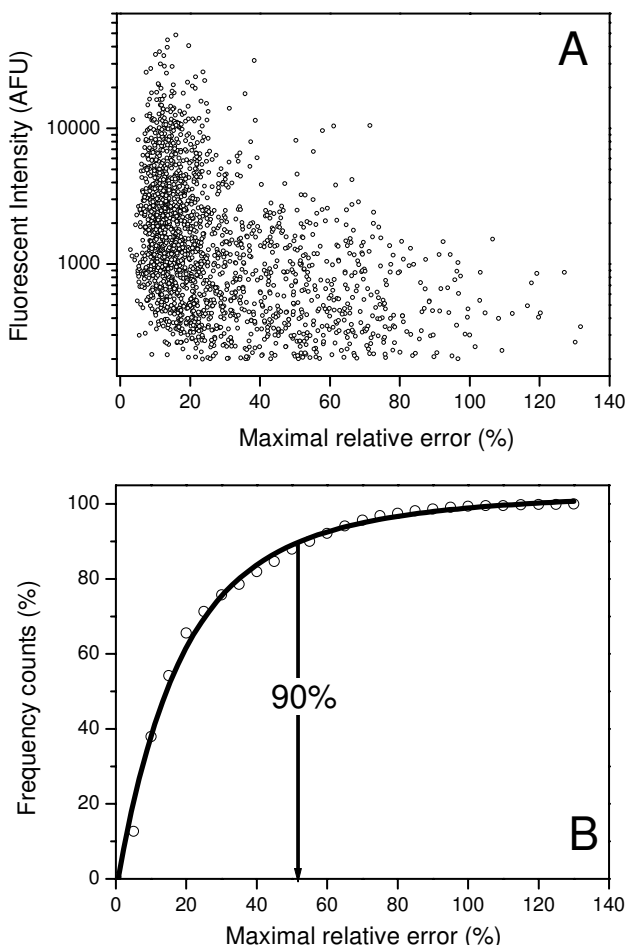 A
Fluorescent Intensity (AFU)
10000
1000
0 20 40 60 80 100 120 140
Maximal relative error (%)
B
Frequency counts (%)
100
80
60
40
20
0
90%
0 20 40 60 80 100 120 140
Maximal relative error (%)